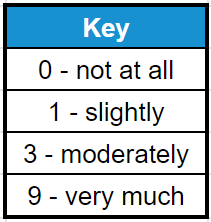 Key
0 - not at all
1 - slightly
3 - moderately
9 - very much